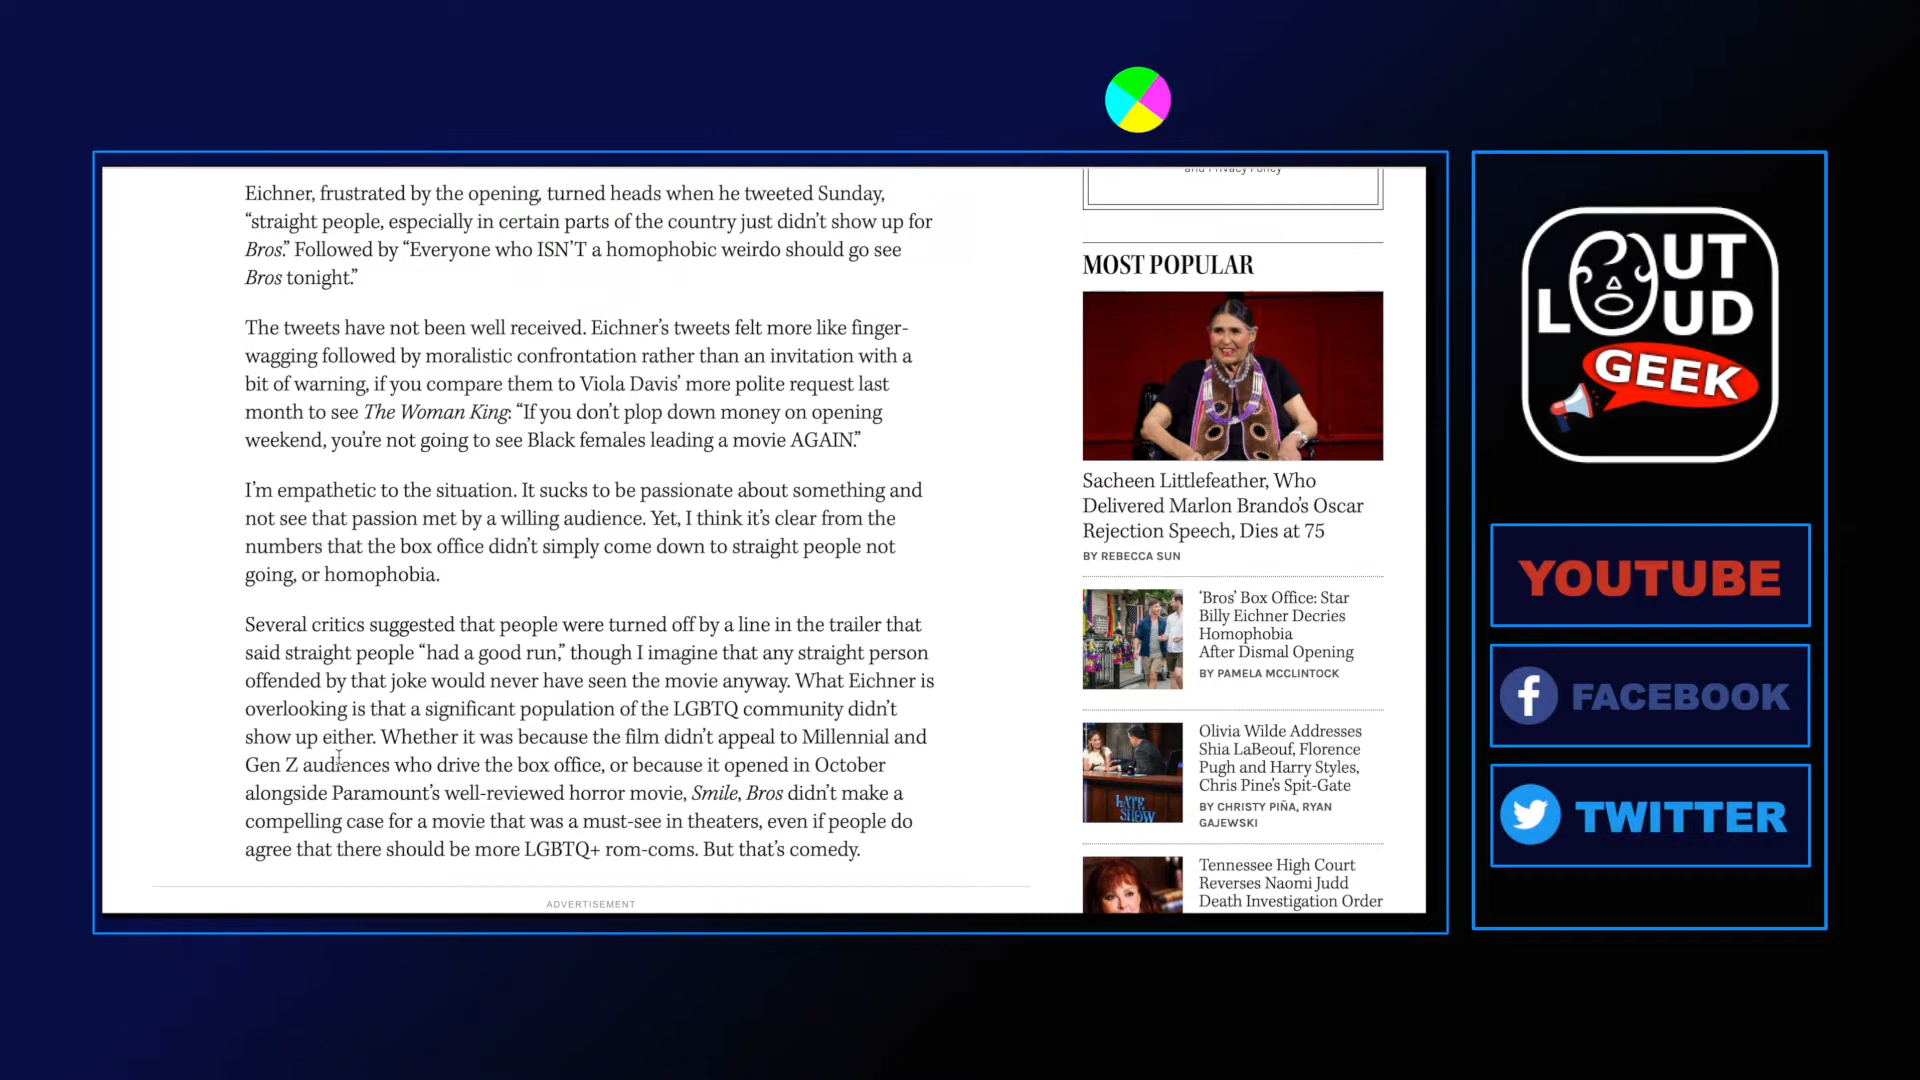 Eichner, frustrated by the opening, turned heads when he tweeted Sunday,
“straight people, especially in certain parts of the country just didn’t show up for
Bros.” Followed by “Everyone who ISN’T a homophobic weirdo should go see
Bros tonight.”
The tweets have not been well received. Eichner’s tweets felt more like finger-
wagging followed by moralistic confrontation rather than an invitation with a
bit of warning, if you compare them to Viola Davis’ more polite request last
month to see The Woman King: “If you don’t plop down money on opening
weekend, you’re not going to see Black females leading a movie AGAIN.”
I’m empathetic to the situation. It sucks to be passionate about something and
not see that passion met by a willing audience. Yet, I think it’s clear from the
numbers that the box office didn’t simply come down to straight people not
going, or homophobia.
Several critics suggested that people were turned off by a line in the trailer that
said straight people “had a good run,” though I imagine that any straight person
offended by that joke would never have seen the movie anyway. What Eichner is
overlooking is that a significant population of the LGBTQ community didn’t
show up either. Whether it was because the film didn’t appeal to Millennial and
Gen Z audiences who drive the box office, or because it opened in October
alongside Paramount’s well-reviewed horror movie, Smile, Bros didn’t make a
compelling case for a movie that was a must-see in theaters, even if people do
agree that there should be more LGBTQ+ rom-coms. But that’s comedy.
ADVERTISEMENT
and Privacy Policy
MOST POPULAR
Sacheen Littlefeather, Who
Delivered Marlon Brando’s Oscar
Rejection Speech, Dies at 75
BY REBECCA SUN
‘Bros’ Box Office: Star
Billy Eichner Decries
Homophobia
After Dismal Opening
BY PAMELA MCCLINTOCK
LATE
SHOW
Olivia Wilde Addresses
Shia LaBeouf, Florence
Pugh and Harry Styles,
Chris Pine’s Spit-Gate
BY CHRISTY PIÑA, RYAN
GAJEWSKI
Tennessee High Court
Reverses Naomi Judd
Death Investigation Order
OUT
LOUD
GEEK
YOUTUBE
FACEBOOK
TWITTER